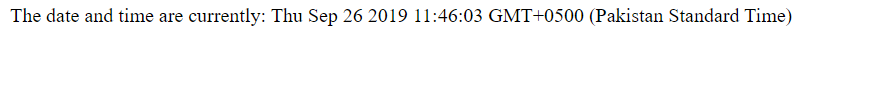 The date and time are currently: Thu Sep 26 2019 11:46:03 GMT+0500 (Pakistan Standard Time)